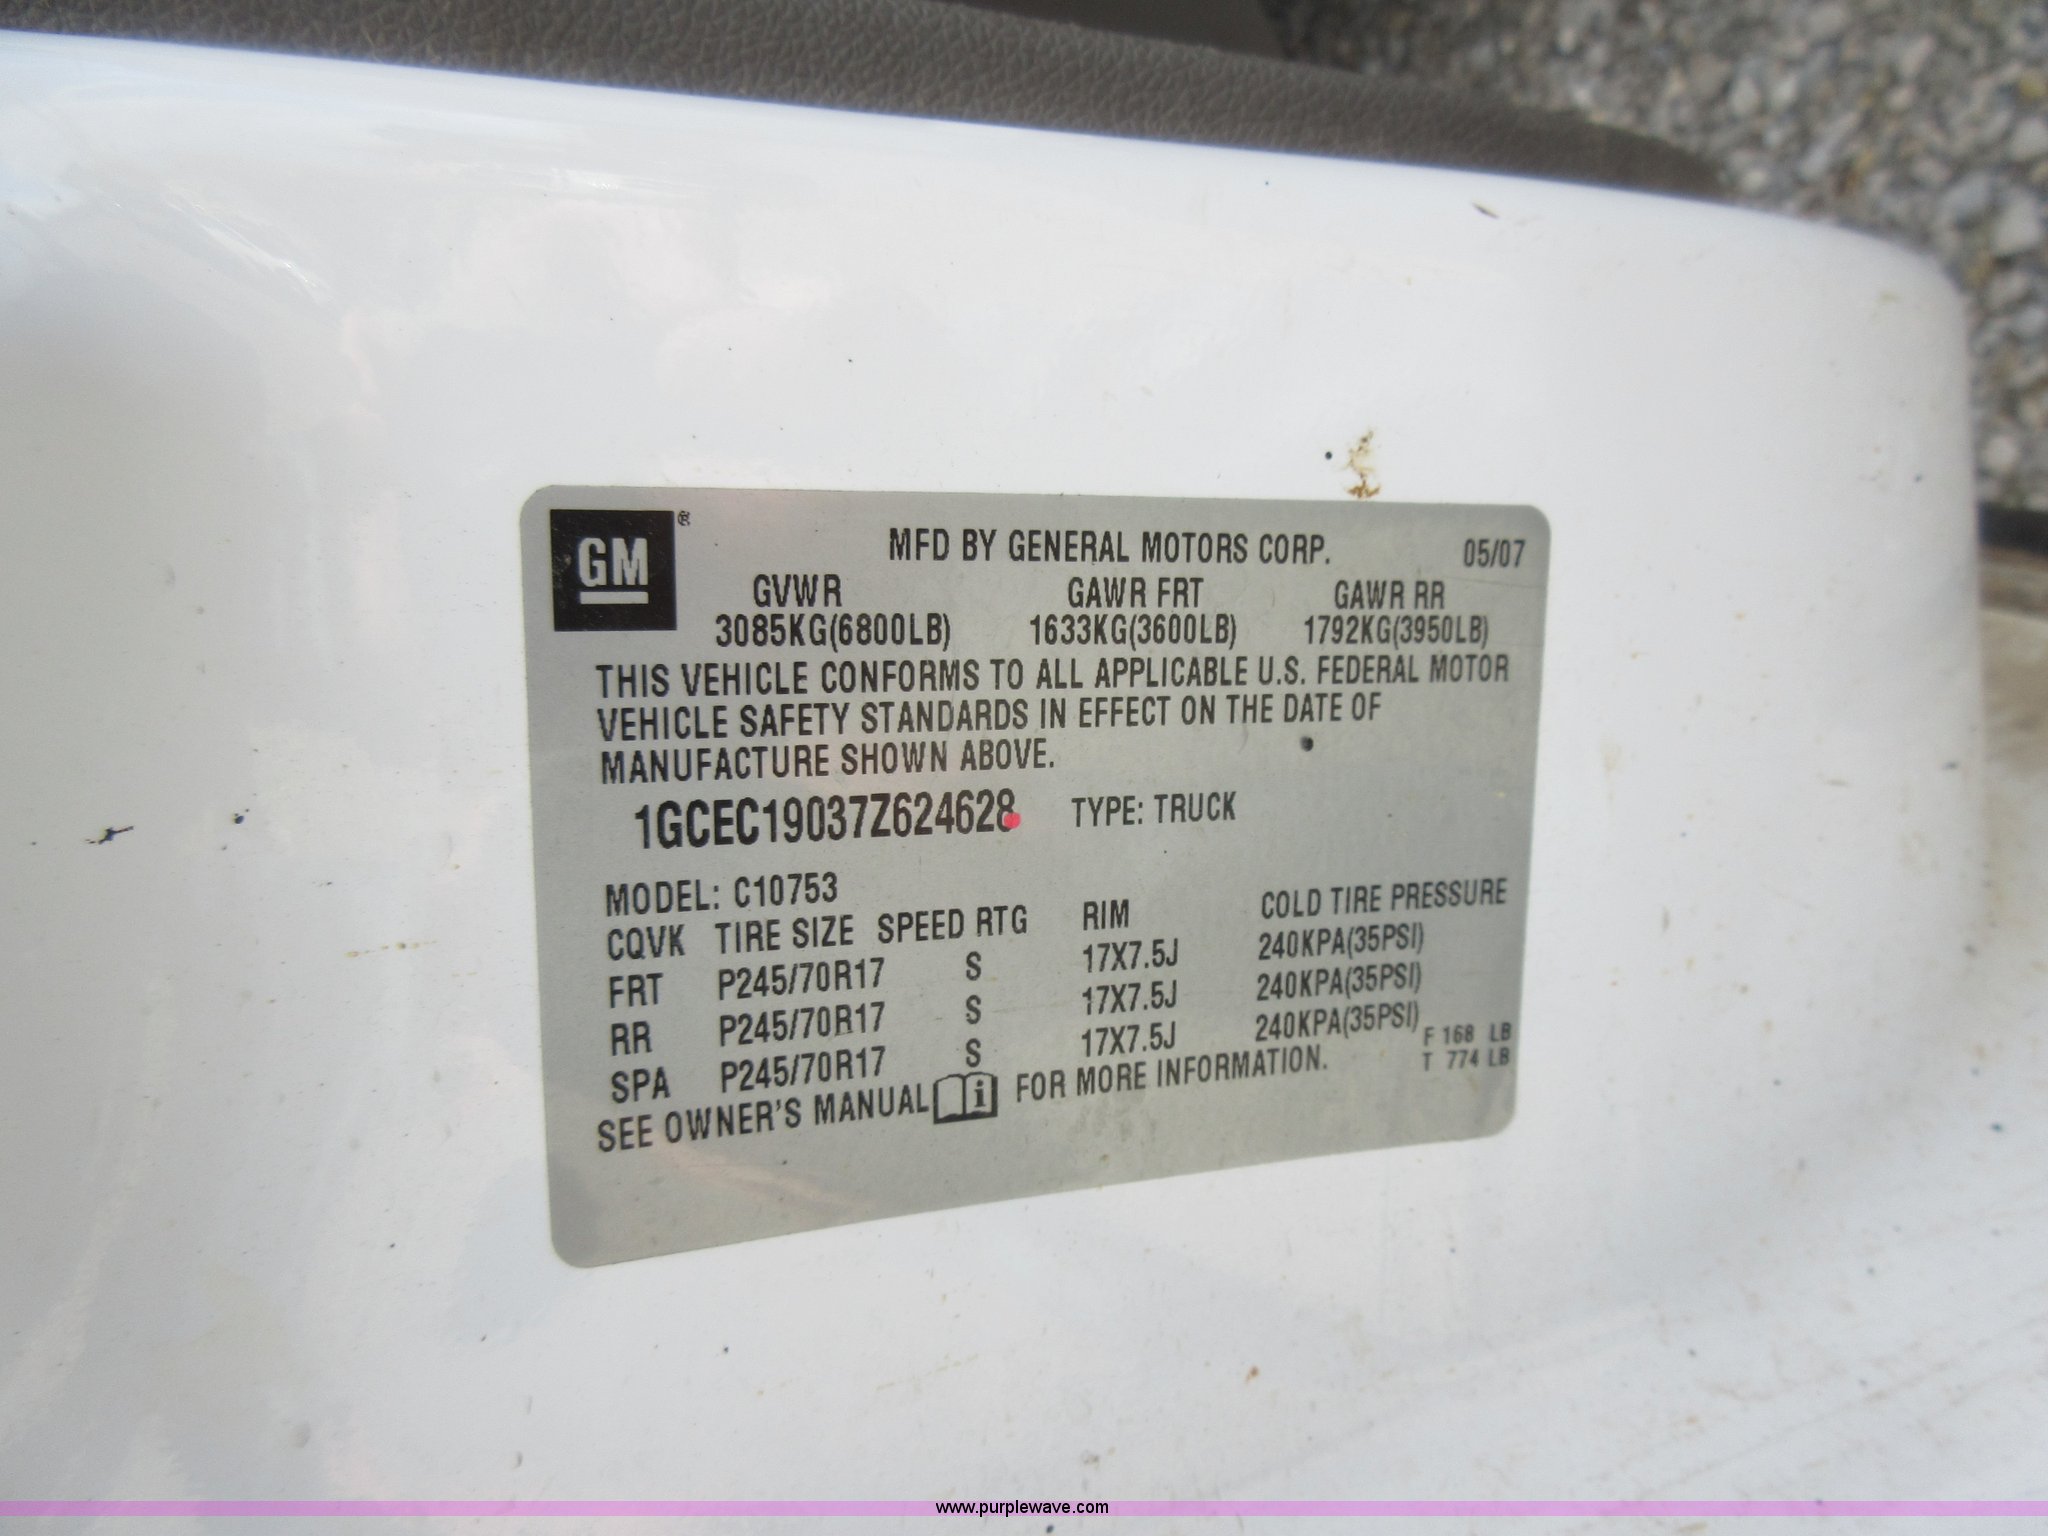 GM ®
MFD BY GENERAL MOTORS CORP. 05/07
GVWR GAWR FRT GAWR RR
3085KG(6800LB) 1633KG(3600LB) 1792KG(3950LB)
THIS VEHICLE CONFORMS TO ALL APPLICABLE U.S. FEDERAL MOTOR
VEHICLE SAFETY STANDARDS IN EFFECT ON THE DATE OF
MANUFACTURE SHOWN ABOVE.
1GCEC19037Z624628 TYPE: TRUCK
MODEL: C10753
CQVK TIRE SIZE SPEED RTG RIM COLD TIRE PRESSURE
FRT P245/70R17 S 17X7.5J 240KPA(35PSI)
RR P245/70R17 S 17X7.5J 240KPA(35PSI)
SPA P245/70R17 S 17X7.5J 240KPA(35PSI)
F 168 LB
T 774 LB
SEE OWNER'S MANUAL i FOR MORE INFORMATION.
www.purplewave.com